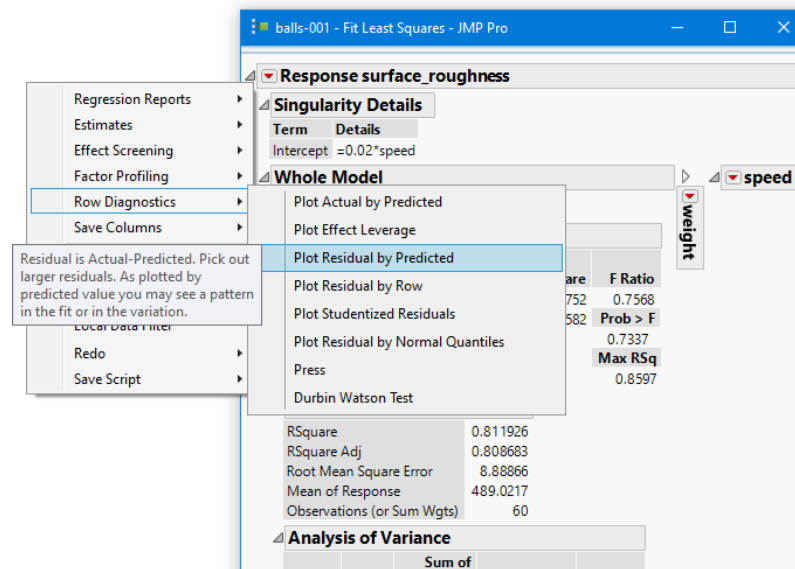 balls-001 - Fit Least Squares - JMP Pro
Response surface_roughness
Singularity Details
Term Details
Intercept =0.02*speed
Whole Model
speed
weight
Regression Reports
Estimates
Effect Screening
Factor Profiling
Row Diagnostics
Save Columns
Residual is Actual-Predicted. Pick out
larger residuals. As plotted by
predicted value you may see a pattern
in the fit or in the variation.
Local Data Filter
Redo
Save Script
Plot Actual by Predicted
Plot Effect Leverage
Plot Residual by Predicted
Plot Residual by Row
Plot Studentized Residuals
Plot Residual by Normal Quantiles
Press
Durbin Watson Test
F Ratio
752 0.7568
582 Prob > F
0.7337
Max RSq
0.8597
RSquare 0.811926
RSquare Adj 0.808683
Root Mean Square Error 8.88866
Mean of Response 489.0217
Observations (or Sum Wgts) 60
Analysis of Variance
Sum of